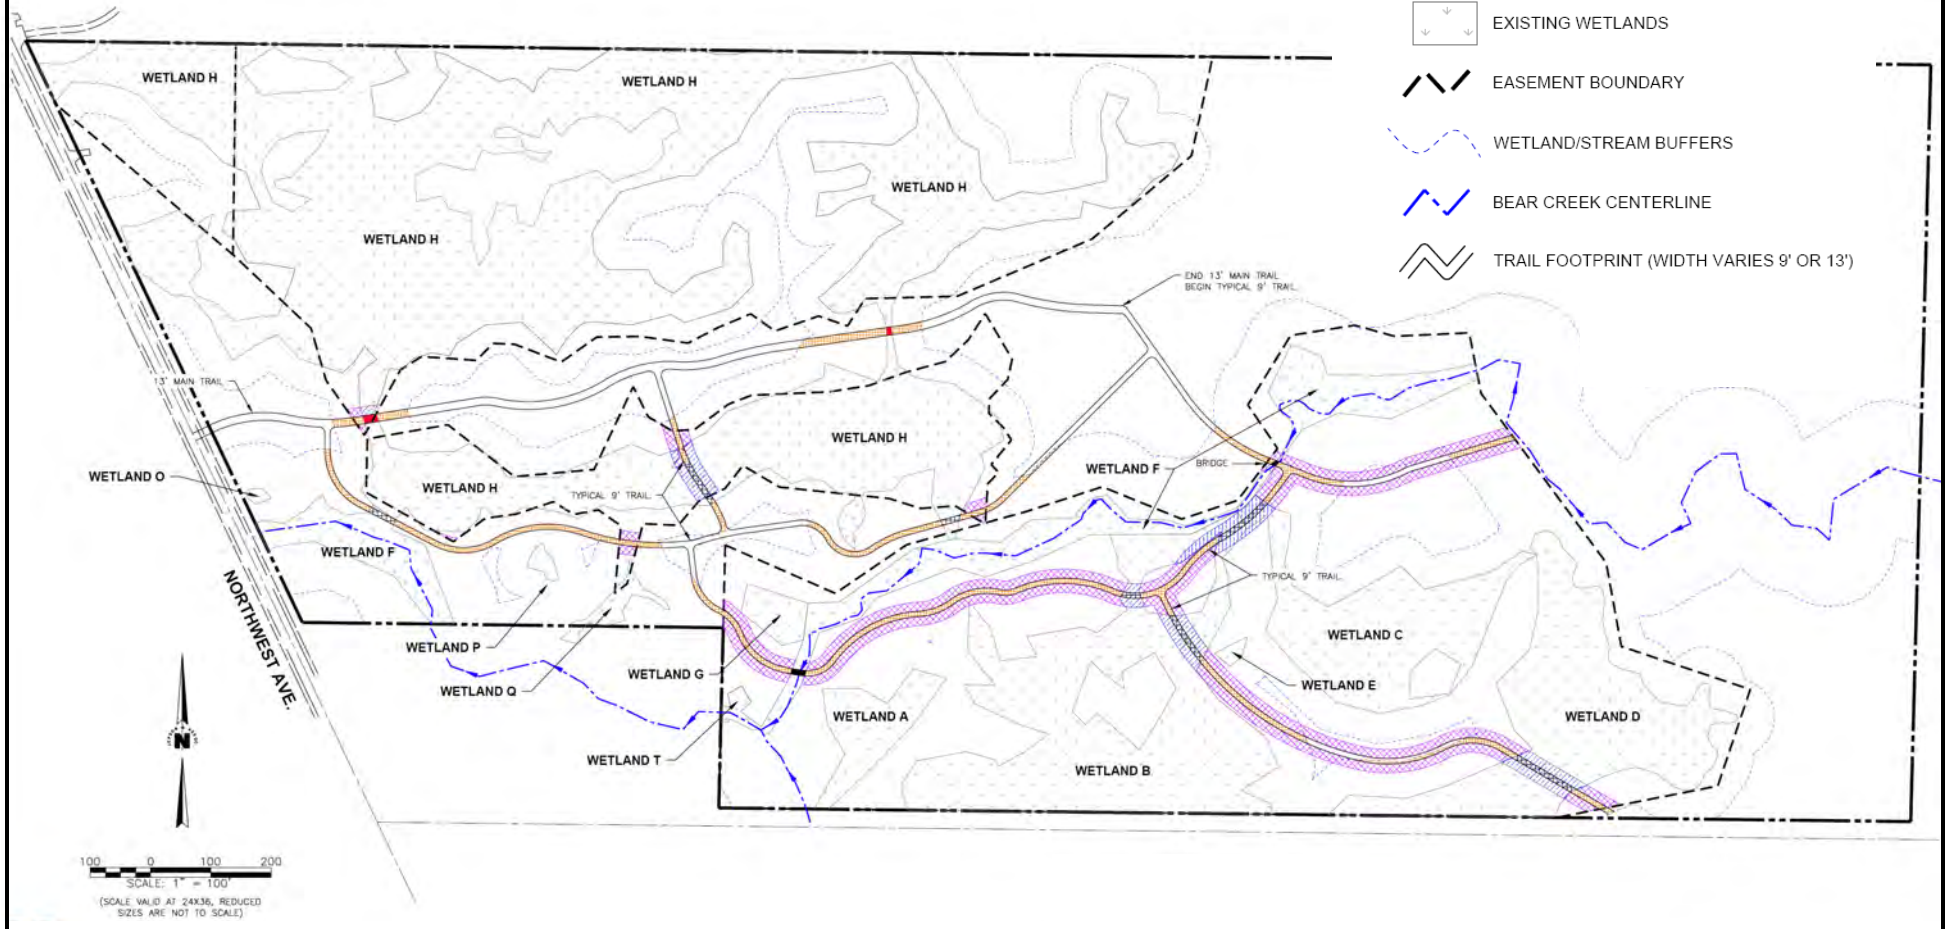 EXISTING WETLANDS
EASEMENT BOUNDARY
WETLAND/STREAM BUFFERS
BEAR CREEK CENTERLINE
TRAIL FOOTPRINT (WIDTH VARIES 9' OR 13')
WETLAND H
WETLAND H
WETLAND H
WETLAND H
END 13' MAIN TRAIL
BEGIN TYPICAL 9' TRAIL
13' MAIN TRAIL
WETLAND H
WETLAND F
BRIDGE
WETLAND O
WETLAND H
TYPICAL 9' TRAIL
WETLAND F
TYPICAL 9' TRAIL
NORTHWEST AVE.
WETLAND P
WETLAND G
WETLAND C
WETLAND Q
WETLAND E
WETLAND A
WETLAND D
WETLAND T
WETLAND B
N
100 0 100 200
SCALE: 1" = 100'
(SCALE VALID AT 24X36, REDUCED
SIZES ARE NOT TO SCALE)